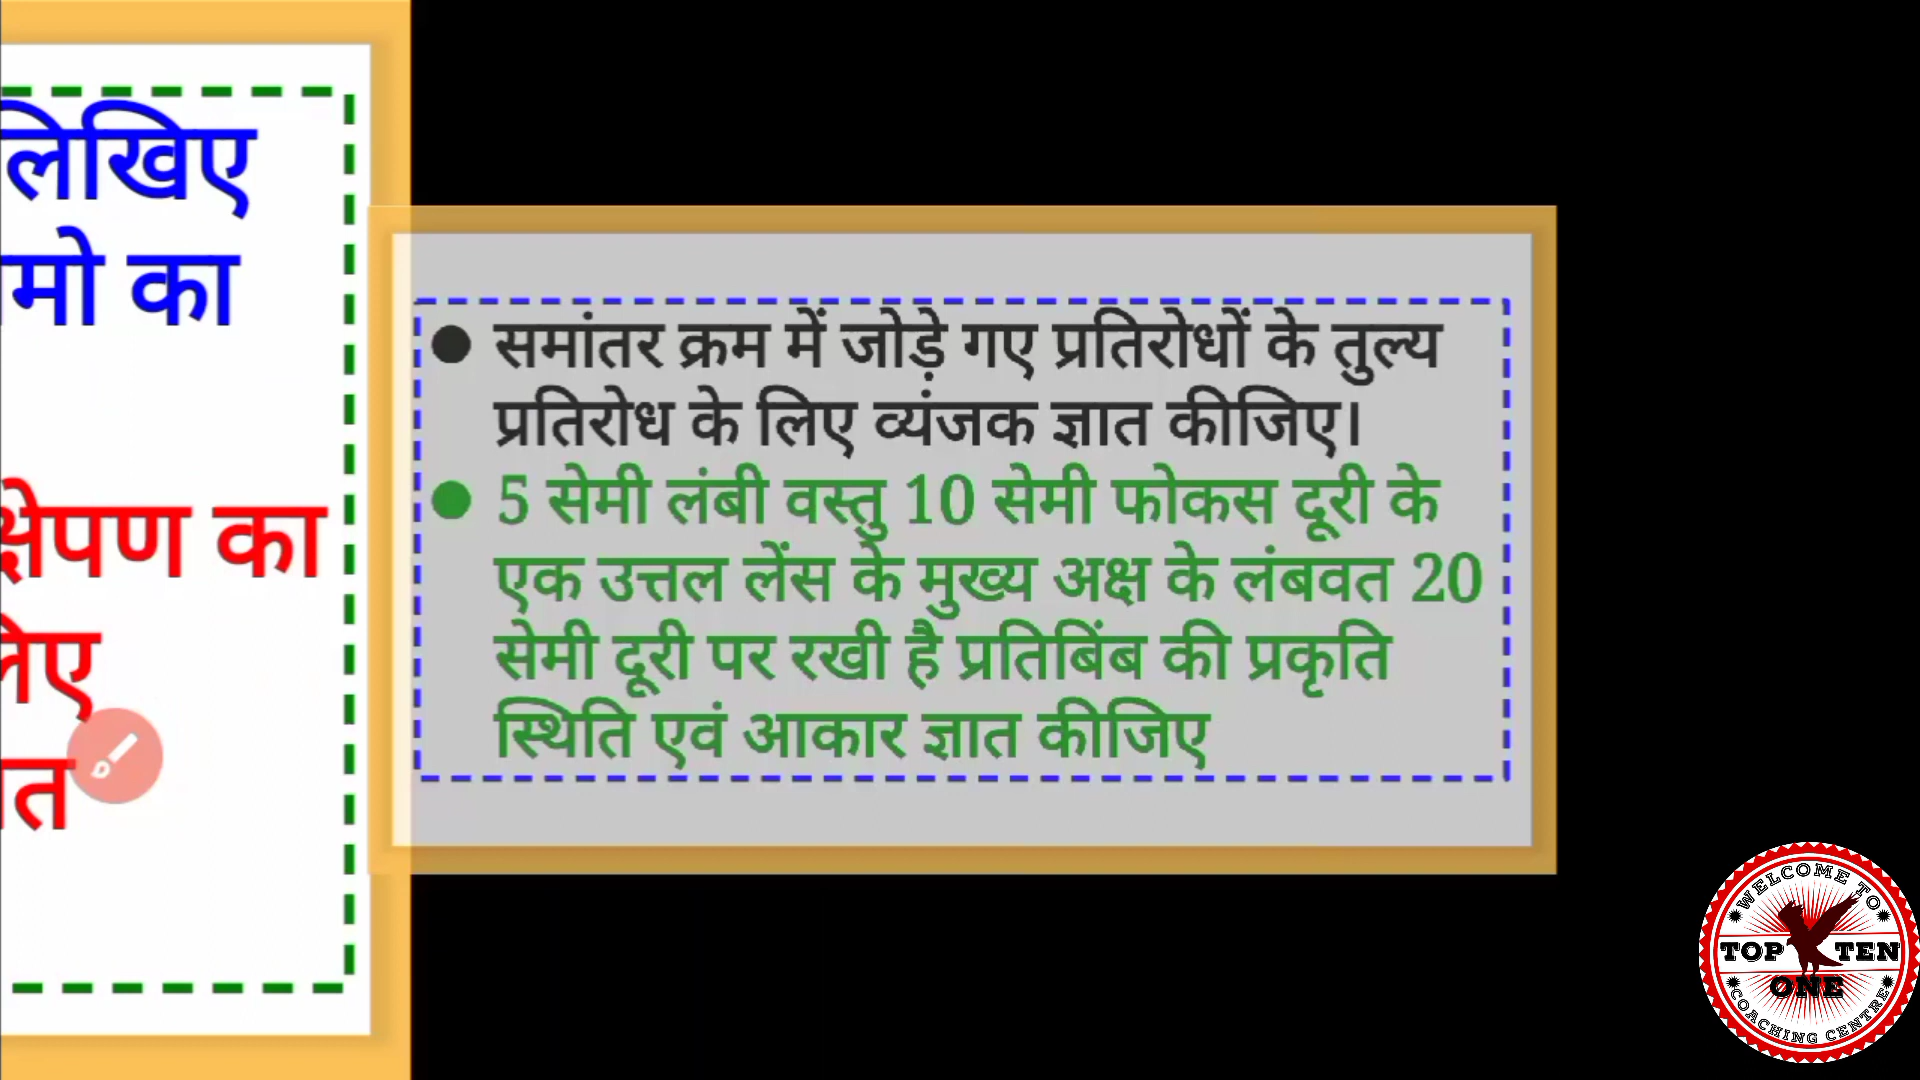 लिखिए
मो का
क्षेपण का
लिए
त
● समांतर क्रम में जोड़े गए प्रतिरोधों के तुल्य
प्रतिरोध के लिए व्यंजक ज्ञात कीजिए।
● 5 सेमी लंबी वस्तु 10 सेमी फोकस दूरी के
एक उत्तल लेंस के मुख्य अक्ष के लंबवत 20
सेमी दूरी पर रखी है प्रतिबिंब की प्रकृति
स्थिति एवं आकार ज्ञात कीजिए
WELCOME TO
TOP TEN
ONE
COACHING CENTRE